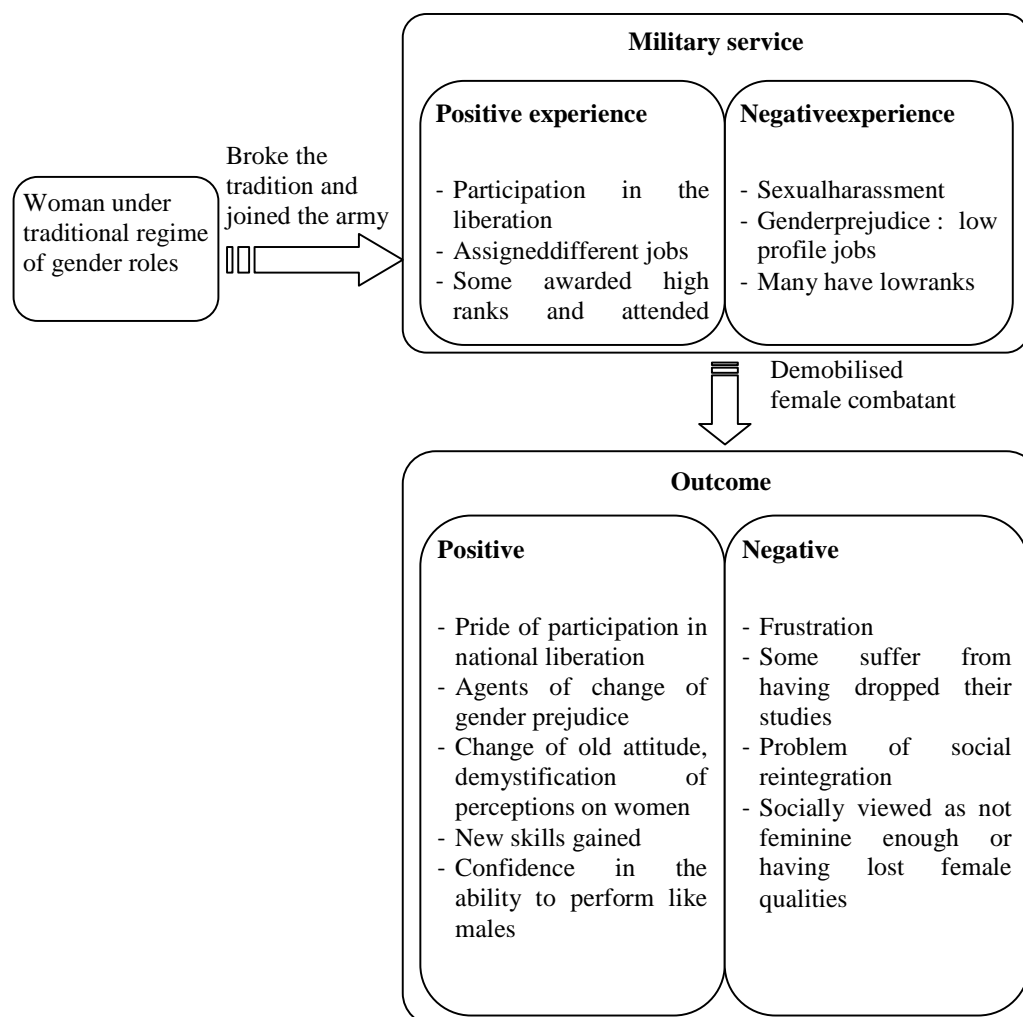 Military service
Positive experience
- Participation in the
liberation
- Assigneddifferent jobs
- Some awarded high
ranks and attended
Negativeexperience
- Sexualharassment
- Genderprejudice : low
profile jobs
- Many have lowranks
Broke the
tradition and
joined the army
Woman under
traditional regime
of gender roles
Demobilised
female combatant
Outcome
Positive
- Pride of participation in
national liberation
- Agents of change of
gender prejudice
- Change of old attitude,
demystification of
perceptions on women
- New skills gained
- Confidence in the
ability to perform like
males
Negative
- Frustration
- Some suffer from
having dropped their
studies
- Problem of social
reintegration
- Socially viewed as not
feminine enough or
having lost female
qualities